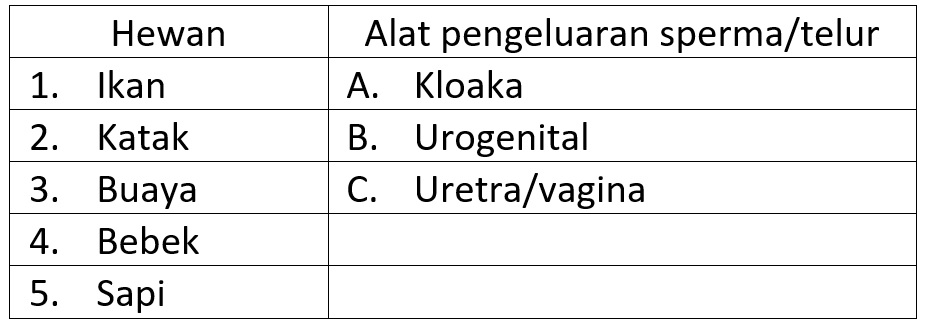 Hewan Alat pengeluaran sperma/telur
1. Ikan A. Kloaka
2. Katak B. Urogenital
3. Buaya C. Uretra/vagina
4. Bebek
5. Sapi